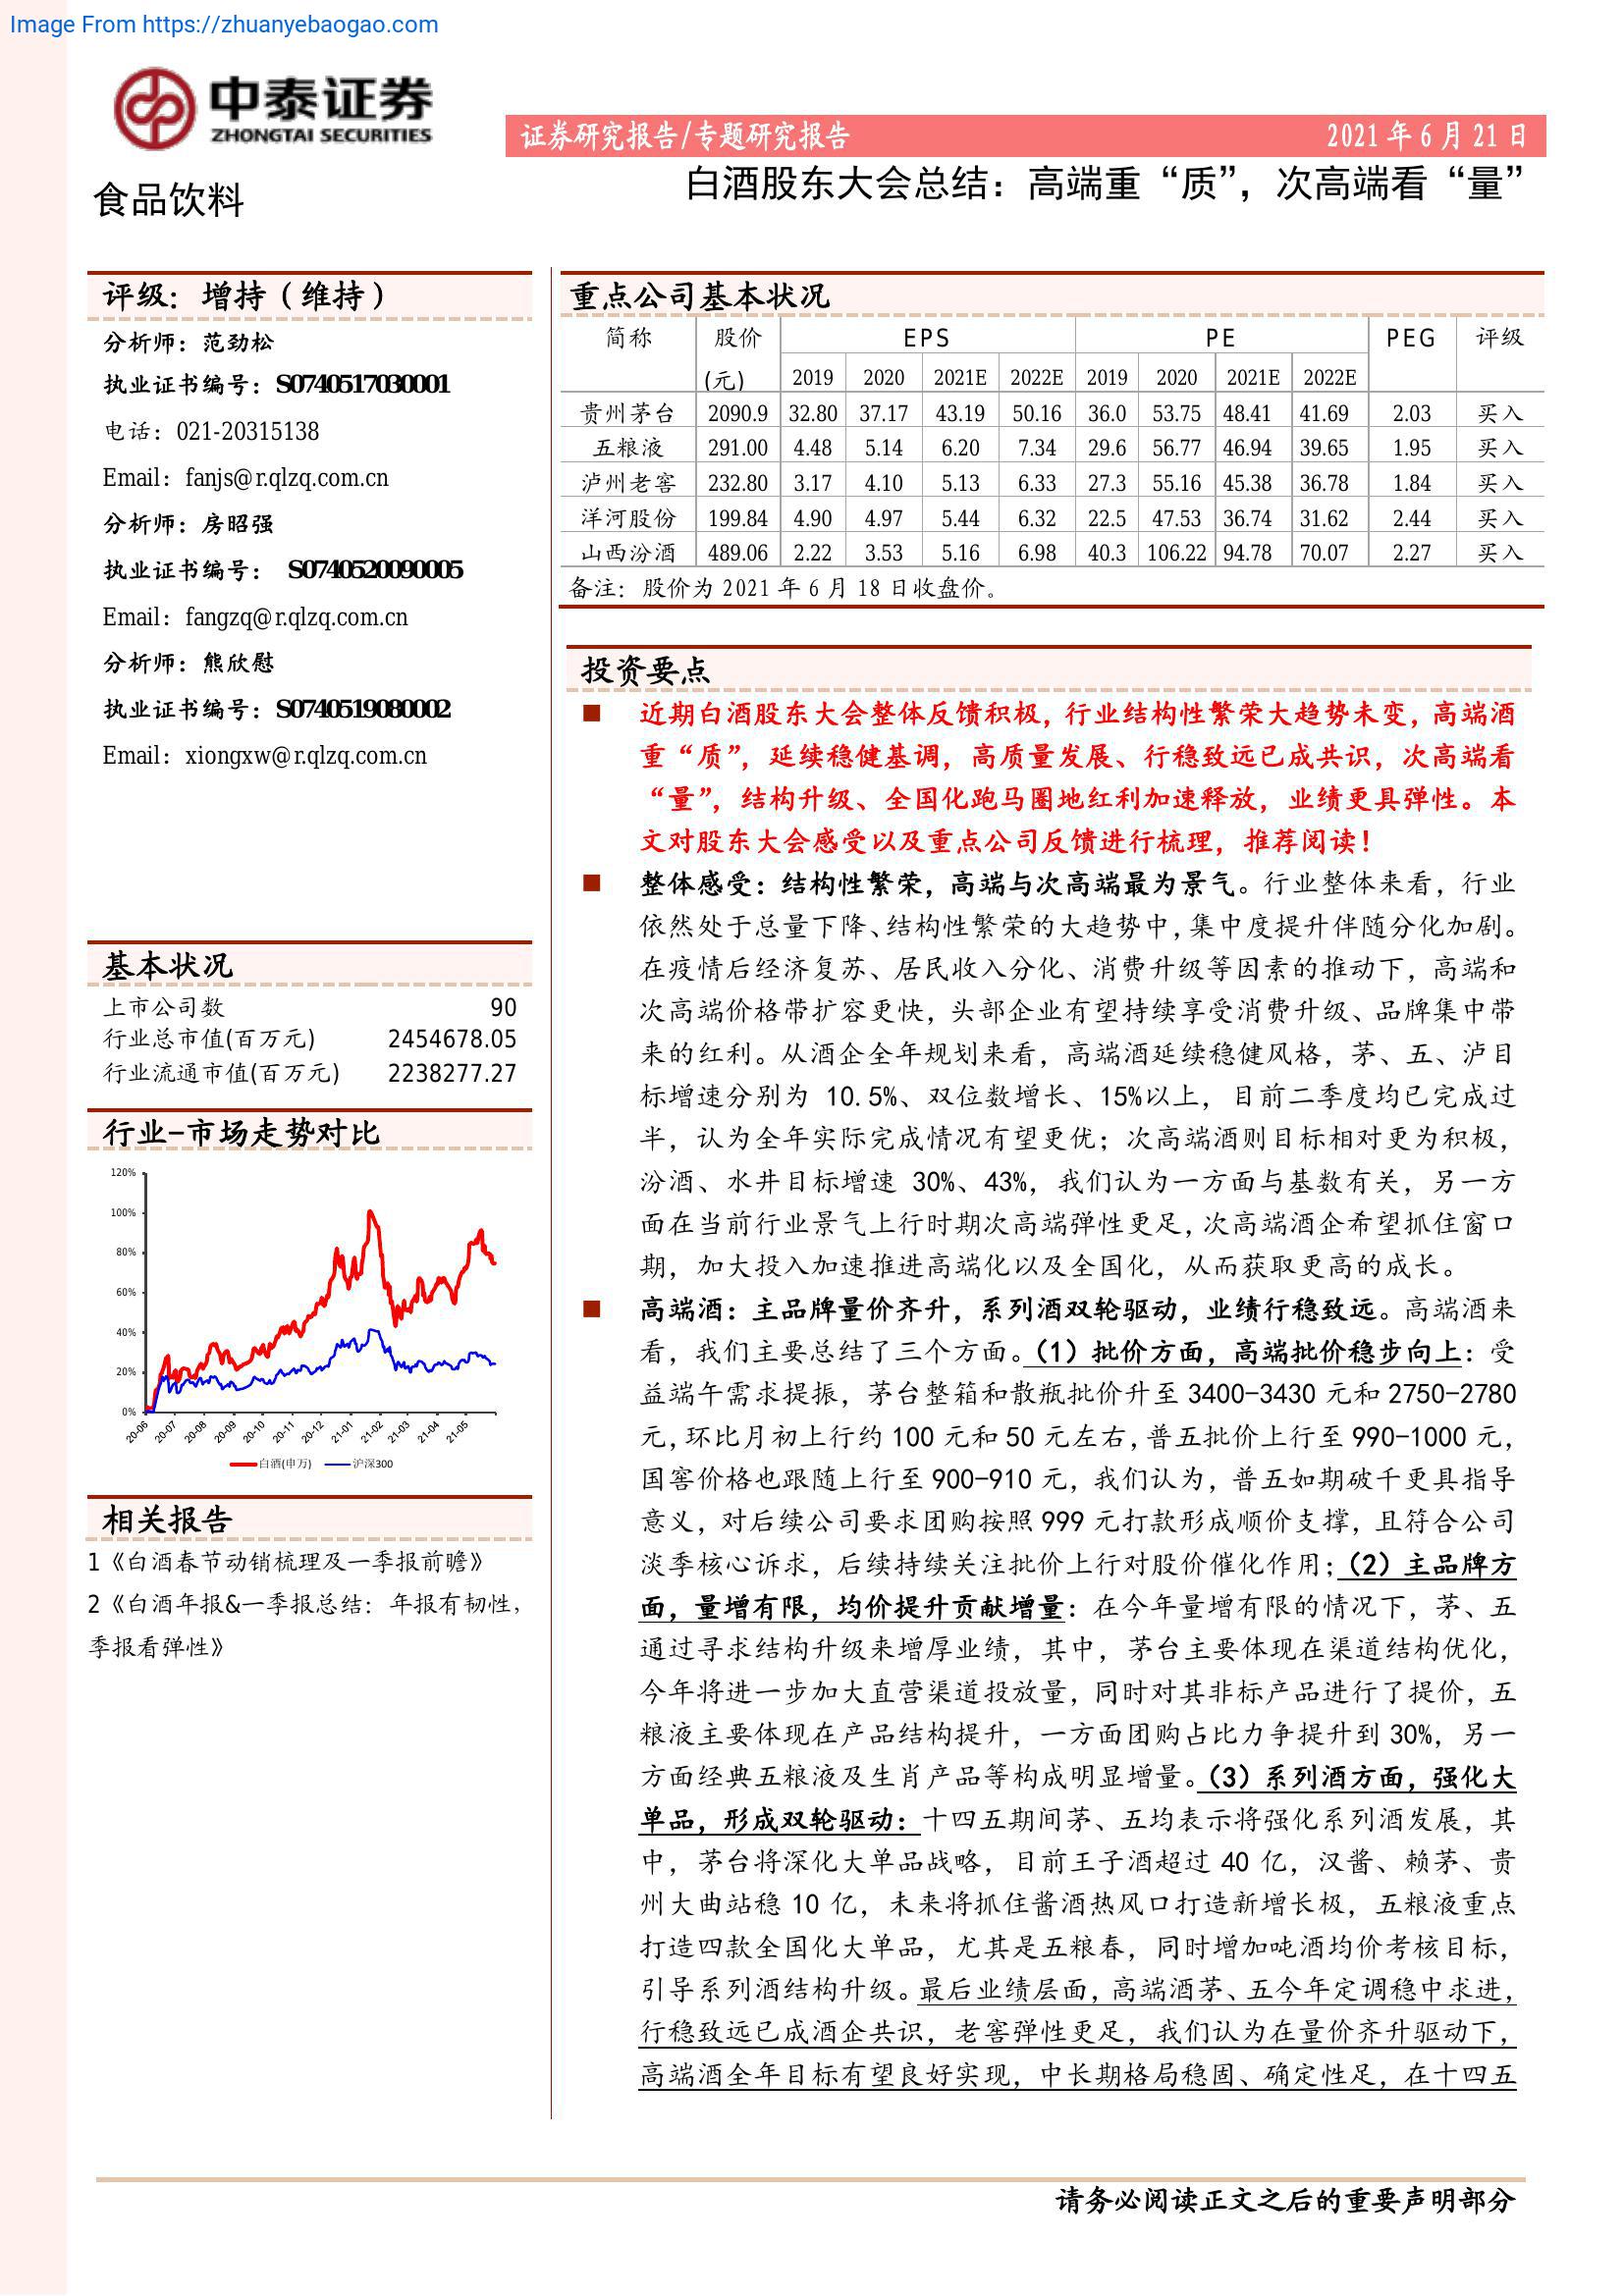 Image From https://zhuanyebaogao.com
中泰证券
ZHONGTAI SECURITIES
证券研究报告/专题研究报告 2021 年 6 月 21 日
食品饮料
白酒股东大会总结：高端重“质”，次高端看“量”
评级：增持（维持）
分析师：范劲松
执业证书编号：S0740517030001
电话：021-20315138
Email：fanjs@r.qlzq.com.cn
分析师：房昭强
执业证书编号： S0740520090005
Email：fangzq@r.qlzq.com.cn
分析师：熊欣慰
执业证书编号：S0740519080002
Email：xiongxw@r.qlzq.com.cn
基本状况
上市公司数 90
行业总市值(百万元) 2454678.05
行业流通市值(百万元) 2238277.27
行业-市场走势对比
120%
100%
80%
60%
40%
20%
0%
20-06 20-07 20-08 20-09 20-10 20-11 20-12 21-01 21-02 21-03 21-04 21-05
白酒(申万) 沪深300
相关报告
1《白酒春节动销梳理及一季报前瞻》
2《白酒年报&一季报总结：年报有韧性，
季报看弹性》
重点公司基本状况
简称 股价 EPS PE PEG 评级
(元) 2019 2020 2021E 2022E 2019 2020 2021E 2022E
贵州茅台 2090.9 32.80 37.17 43.19 50.16 36.0 53.75 48.41 41.69 2.03 买入
五粮液 291.00 4.48 5.14 6.20 7.34 29.6 56.77 46.94 39.65 1.95 买入
泸州老窖 232.80 3.17 4.10 5.13 6.33 27.3 55.16 45.38 36.78 1.84 买入
洋河股份 199.84 4.90 4.97 5.44 6.32 22.5 47.53 36.74 31.62 2.44 买入
山西汾酒 489.06 2.22 3.53 5.16 6.98 40.3 106.22 94.78 70.07 2.27 买入
备注：股价为 2021 年 6 月 18 日收盘价。
投资要点
近期白酒股东大会整体反馈积极，行业结构性繁荣大趋势未变，高端酒
重“质”，延续稳健基调，高质量发展、行稳致远已成共识，次高端看
“量”，结构升级、全国化跑马圈地红利加速释放，业绩更具弹性。本
文对股东大会感受以及重点公司反馈进行梳理，推荐阅读！
整体感受：结构性繁荣，高端与次高端最为景气。行业整体来看，行业
依然处于总量下降、结构性繁荣的大趋势中，集中度提升伴随分化加剧。
在疫情后经济复苏、居民收入分化、消费升级等因素的推动下，高端和
次高端价格带扩容更快，头部企业有望持续享受消费升级、品牌集中带
来的红利。从酒企全年规划来看，高端酒延续稳健风格，茅、五、泸目
标增速分别为 10.5%、双位数增长、15%以上，目前二季度均已完成过
半，认为全年实际完成情况有望更优；次高端酒则目标相对更为积极，
汾酒、水井目标增速 30%、43%，我们认为一方面与基数有关，另一方
面在当前行业景气上行时期次高端弹性更足，次高端酒企希望抓住窗口
期，加大投入加速推进高端化以及全国化，从而获取更高的成长。
高端酒：主品牌量价齐升，系列酒双轮驱动，业绩行稳致远。高端酒来
看，我们主要总结了三个方面。（1）批价方面，高端批价稳步向上：受
益端午需求提振，茅台整箱和散瓶批价升至 3400-3430 元和 2750-2780
元，环比月初上行约 100 元和 50 元左右，普五批价上行至 990-1000 元，
国窖价格也跟随上行至 900-910 元，我们认为，普五如期破千更具指导
意义，对后续公司要求团购按照 999 元打款形成顺价支撑，且符合公司
淡季核心诉求，后续持续关注批价上行对股价催化作用；（2）主品牌方
面，量增有限，均价提升贡献增量：在今年量增有限的情况下，茅、五
通过寻求结构升级来增厚业绩，其中，茅台主要体现在渠道结构优化，
今年将进一步加大直营渠道投放量，同时对其非标产品进行了提价，五
粮液主要体现在产品结构提升，一方面团购占比力争提升到 30%，另一
方面经典五粮液及生肖产品等构成明显增量。（3）系列酒方面，强化大
单品，形成双轮驱动：十四五期间茅、五均表示将强化系列酒发展，其
中，茅台将深化大单品战略，目前王子酒超过 40 亿，汉酱、赖茅、贵
州大曲站稳 10 亿，未来将抓住酱酒热风口打造新增长极，五粮液重点
打造四款全国化大单品，尤其是五粮春，同时增加吨酒均价考核目标，
引导系列酒结构升级。最后业绩层面，高端酒茅、五今年定调稳中求进，
行稳致远已成酒企共识，老窖弹性更足，我们认为在量价齐升驱动下，
高端酒全年目标有望良好实现，中长期格局稳固、确定性足，在十四五
请务必阅读正文之后的重要声明部分